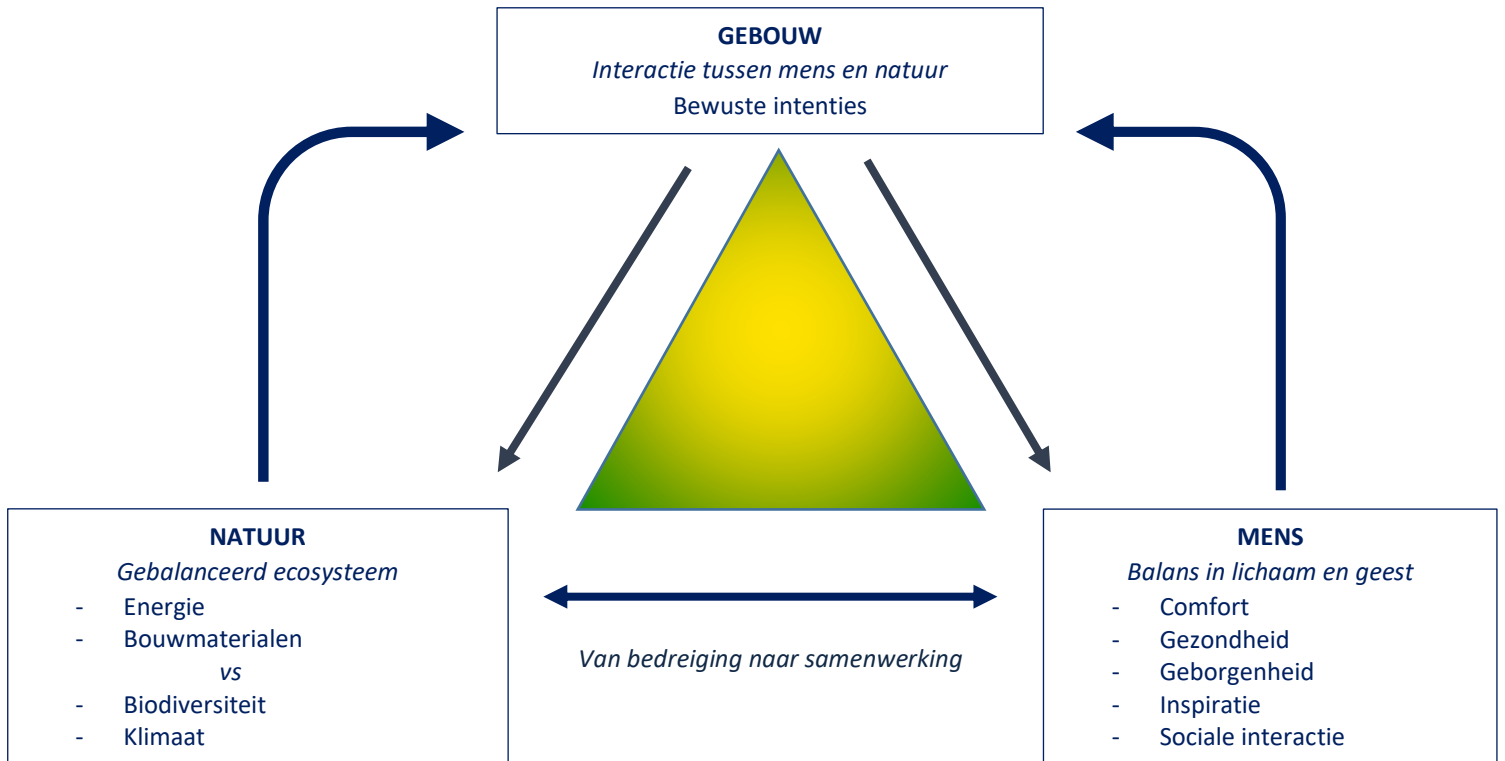 GEBOUW
Interactie tussen mens en natuur
Bewuste intenties
NATUUR
Gebalanceerd ecosysteem
- Energie
- Bouwmaterialen
vs
- Biodiversiteit
- Klimaat
Van bedreiging naar samenwerking
MENS
Balans in lichaam en geest
- Comfort
- Gezondheid
- Geborgenheid
- Inspiratie
- Sociale interactie